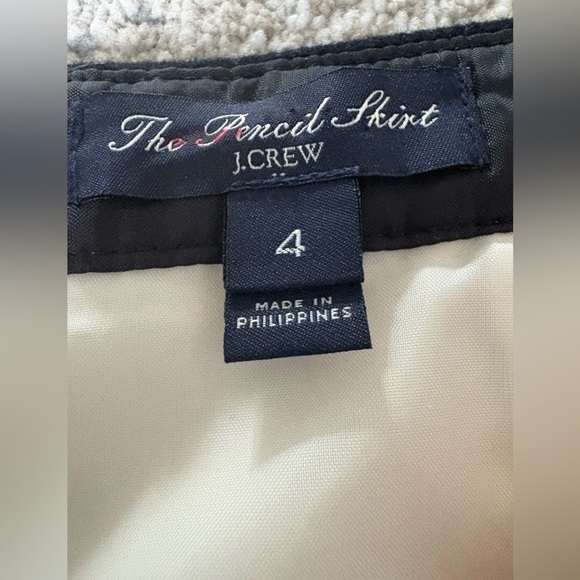 The Pencil Skirt
J.CREW
4
MADE IN
PHILIPPINES